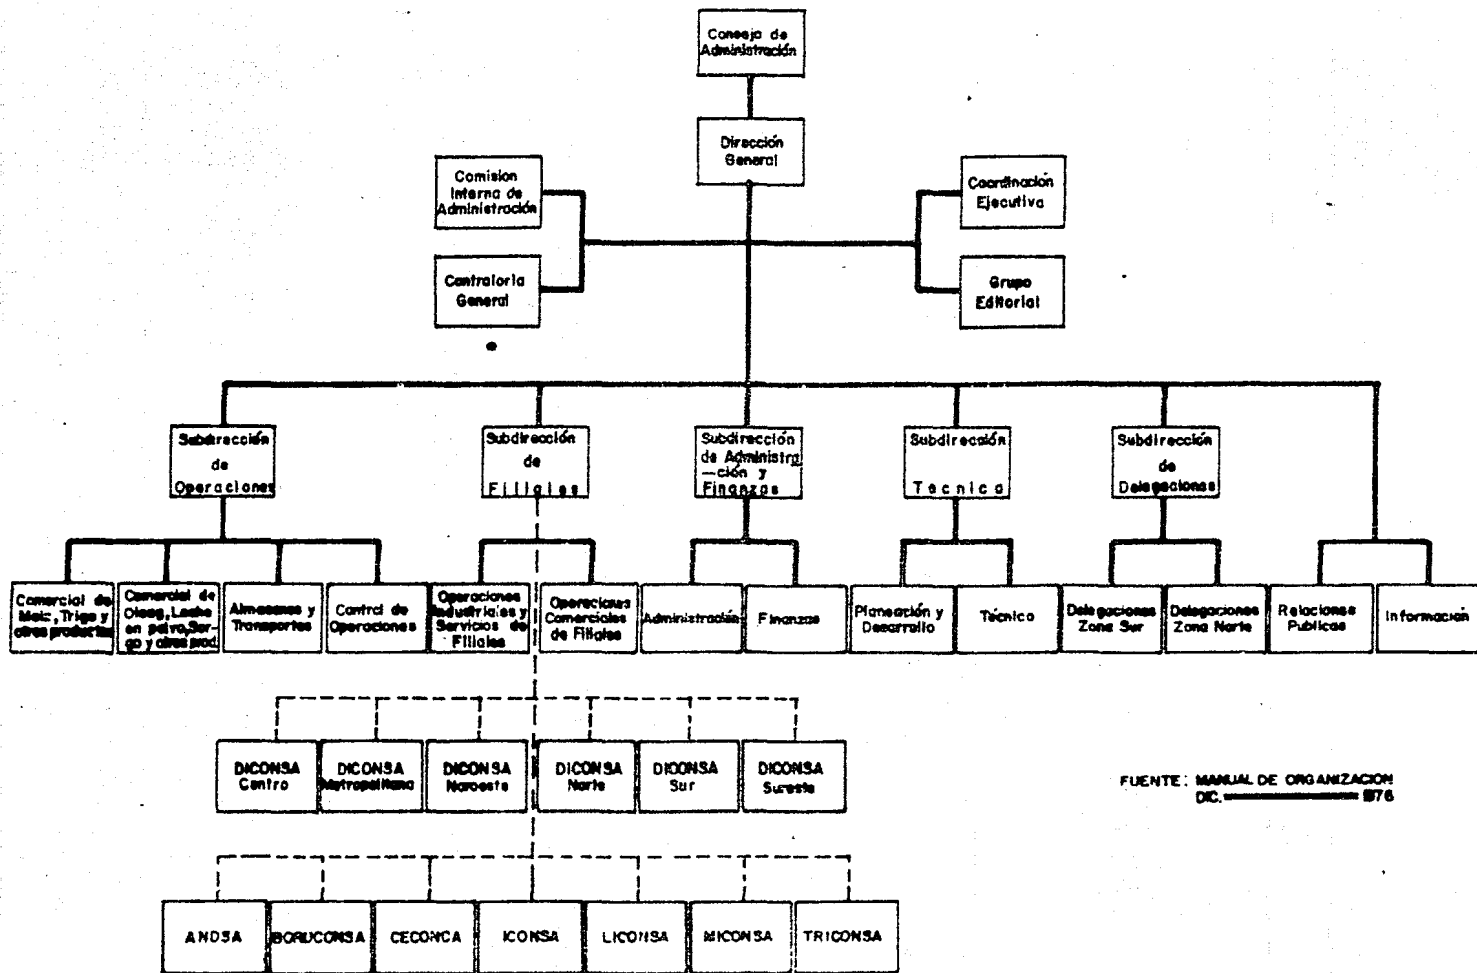 Consejo de
Administración
Dirección
General
Comision
Interna de
Administración
Coordinación
Ejecutiva
Contraloria
General
Grupo
Editorial
Subdirección
de
Operaciones
Subdirección
de
Filiales
Subdirección
de Administra
—ción y
Finanzas
Subdirección
Tecnica
Subdirección
de
Delegaciones
Comercial de
Maiz, Trigo y
otros productos
Comercial de
Oleag, Leche
en polvo, Sor-
go y otros prod.
Almacenes y
Transportes
Control de
Operaciones
Operaciones
Industriales y
Servicios de
Filiales
Operaciones
Comerciales
de Filiales
Administración
Finanzas
Planeación y
Desarrollo
Técnico
Delegaciones
Zona Sur
Delegaciones
Zona Norte
Relaciones
Publicas
Información
DICONSA
Centro
DICONSA
Metropolitana
DICONSA
Noroeste
DICONSA
Norte
DICONSA
Sur
DICONSA
Sureste
FUENTE: MANUAL DE ORGANIZACION
DIC. 1976
ANDSA
BORUCONSA
CECONCA
ICONSA
LICONSA
MICONSA
TRICONSA